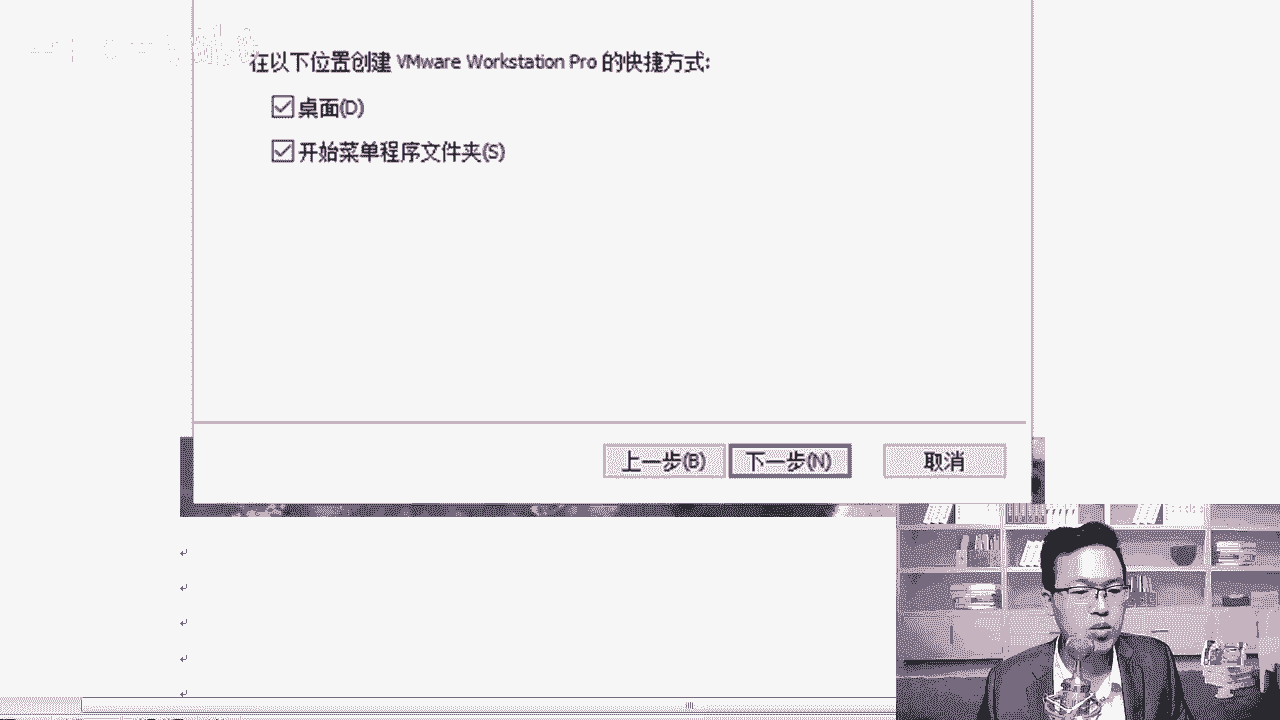 在以下位置创建 VMware Workstation Pro 的快捷方式:
桌面(D)
开始菜单程序文件夹(S)
上一步(B) 下一步(N) 取消